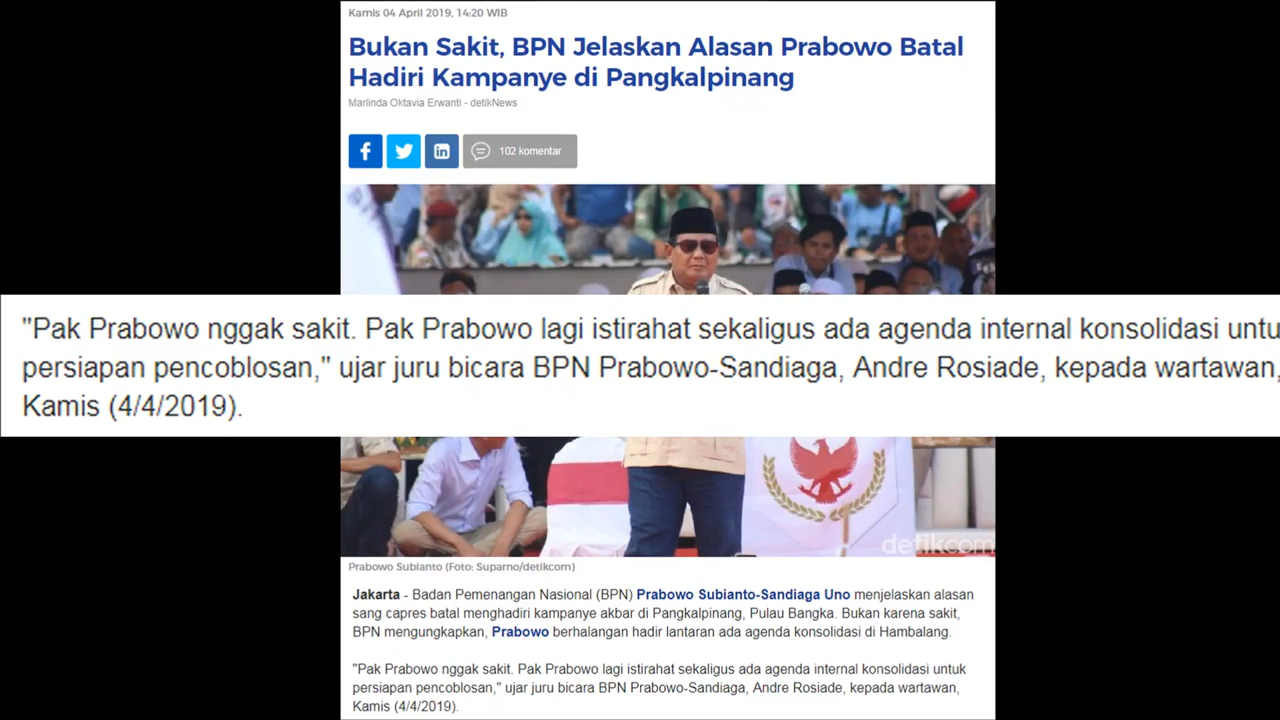 Kamis 04 April 2019, 14:20 WIB
Bukan Sakit, BPN Jelaskan Alasan Prabowo Batal
Hadiri Kampanye di Pangkalpinang
Marlinda Oktavia Erwanti - detikNews
102 komentar
"Pak Prabowo nggak sakit. Pak Prabowo lagi istirahat sekaligus ada agenda internal konsolidasi untu
persiapan pencoblosan," ujar juru bicara BPN Prabowo-Sandiaga, Andre Rosiade, kepada wartawan,
Kamis (4/4/2019).
detikcom
Prabowo Subianto (Foto: Suparno/detikcom)
Jakarta - Badan Pemenangan Nasional (BPN) Prabowo Subianto-Sandiaga Uno menjelaskan alasan
sang capres batal menghadiri kampanye akbar di Pangkalpinang, Pulau Bangka. Bukan karena sakit,
BPN mengungkapkan, Prabowo berhalangan hadir lantaran ada agenda konsolidasi di Hambalang.
"Pak Prabowo nggak sakit. Pak Prabowo lagi istirahat sekaligus ada agenda internal konsolidasi untuk
persiapan pencoblosan," ujar juru bicara BPN Prabowo-Sandiaga, Andre Rosiade, kepada wartawan,
Kamis (4/4/2019).